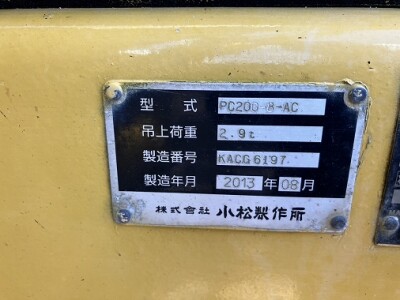 型式 PC200-8-AC
吊上荷重 2.9t
製造番号 KACG6197
製造年月 2013年08月
株式会社 小松製作所